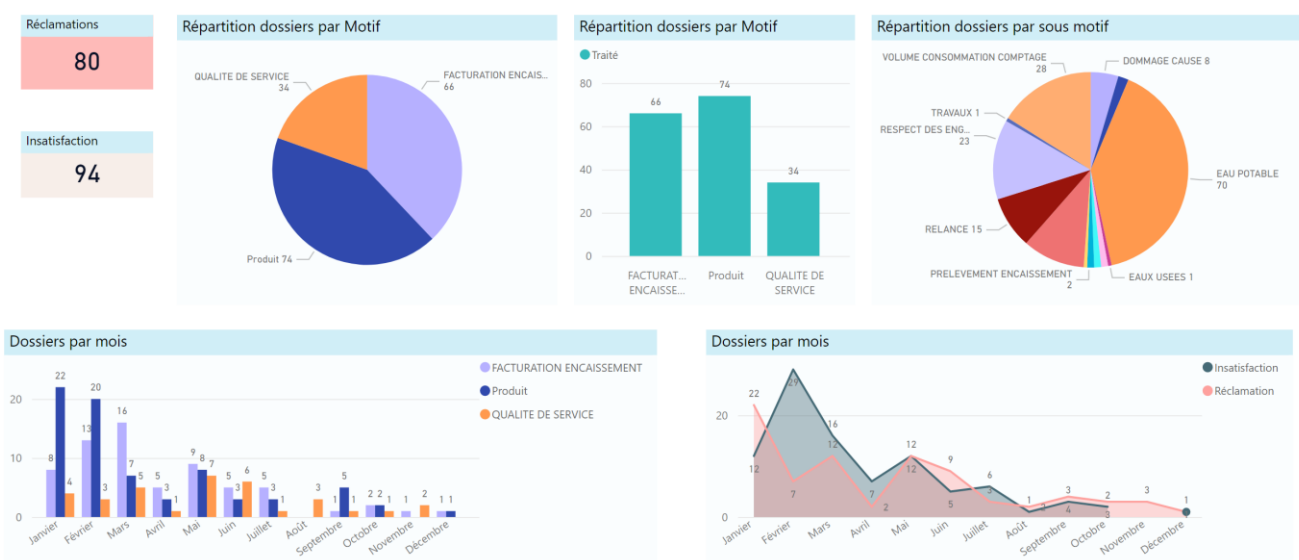 Réclamations
80
Insatisfaction
94
Répartition dossiers par Motif
QUALITE DE SERVICE
34
FACTURATION ENCAIS...
66
Produit 74
Répartition dossiers par Motif
Traité
80
60
40
20
0
66
74
34
FACTURAT...
ENCAISSE...
Produit
QUALITE DE
SERVICE
Répartition dossiers par sous motif
VOLUME CONSOMMATION COMPTAGE
28
DOMMAGE CAUSE 8
TRAVAUX 1
RESPECT DES ENG...
23
EAU POTABLE
70
RELANCE 15
PRELEVEMENT ENCAISSEMENT
2
EAUX USEES 1
Dossiers par mois
FACTURATION ENCAISSEMENT
Produit
QUALITE DE SERVICE
20
10
0
8 22 4
13 20 3
16 7 5
5 3 1
9 8 7
5 3 6
5 3 1
3
1 5 1
2 2 1
1 2
1 1
Janvier
Février
Mars
Avril
Mai
Juin
Juillet
Août
Septembre
Octobre
Novembre
Décembre
Dossiers par mois
Insatisfaction
Réclamation
20
0
22
12
29
7
16
12
7
2
12
12
9
5
6
3
1
3
4
2
3
3
1
Janvier
Février
Mars
Avril
Mai
Juin
Juillet
Août
Septembre
Octobre
Novembre
Décembre